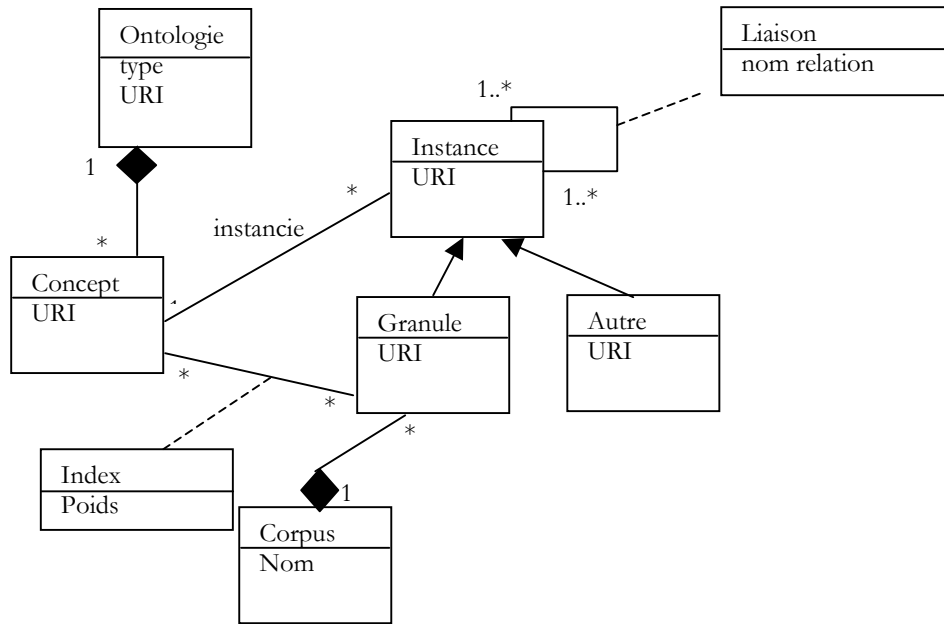 Ontologie
type
URI
Liaison
nom relation
1..*
Instance
URI
1..*
1
*
instancie
*
Concept
URI
1
Granule
URI
Autre
URI
*
*
*
Index
Poids
1
Corpus
Nom